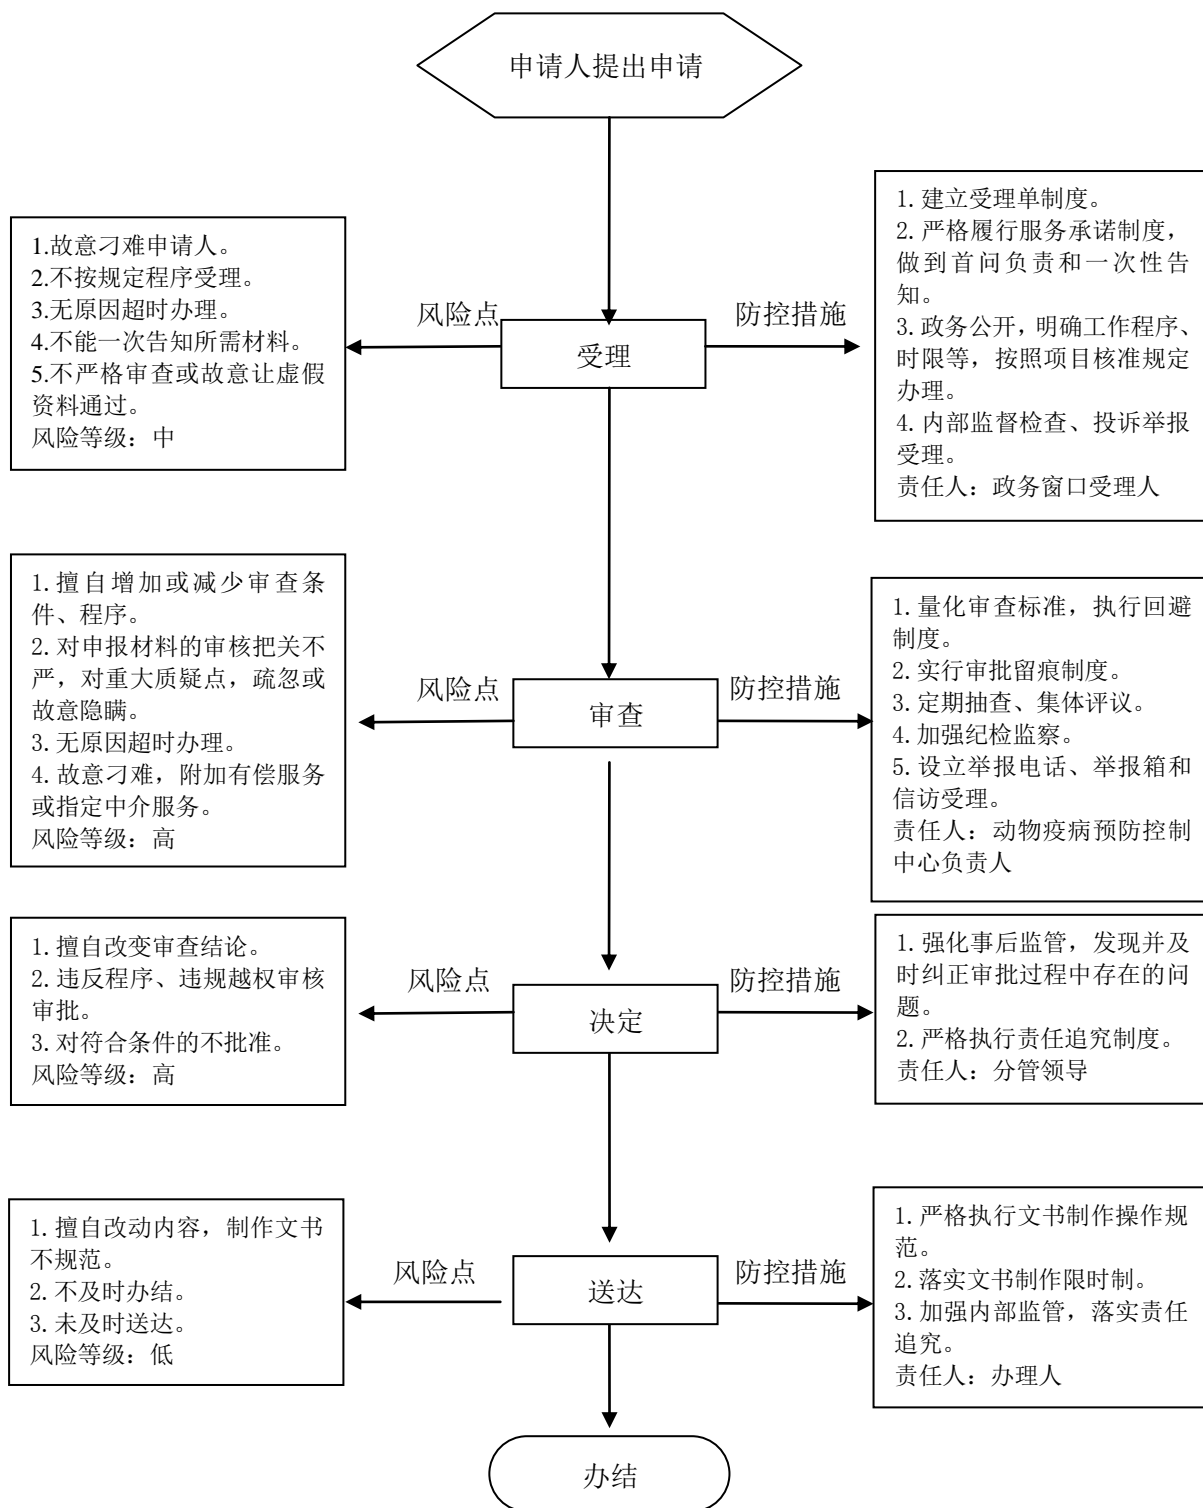 申请人提出申请
1.故意刁难申请人。
2.不按规定程序受理。
3.无原因超时办理。
4.不能一次告知所需材料。
5.不严格审查或故意让虚假
资料通过。
风险等级：中
风险点
受理
防控措施
1.建立受理单制度。
2.严格履行服务承诺制度，
做到首问负责和一次性告
知。
3.政务公开，明确工作程序、
时限等，按照项目核准规定
办理。
4.内部监督检查、投诉举报
受理。
责任人：政务窗口受理人
1.擅自增加或减少审查条
件、程序。
2.对申报材料的审核把关不
严，对重大质疑点，疏忽或
故意隐瞒。
3.无原因超时办理。
4.故意刁难，附加有偿服务
或指定中介服务。
风险等级：高
风险点
审查
防控措施
1.量化审查标准，执行回避
制度。
2.实行审批留痕制度。
3.定期抽查、集体评议。
4.加强纪检监察。
5.设立举报电话、举报箱和
信访受理。
责任人：动物疫病预防控制
中心负责人
1.擅自改变审查结论。
2.违反程序、违规越权审核
审批。
3.对符合条件的不批准。
风险等级：高
风险点
决定
防控措施
1.强化事后监管，发现并及
时纠正审批过程中存在的问
题。
2.严格执行责任追究制度。
责任人：分管领导
1.擅自改动内容，制作文书
不规范。
2.不及时办结。
3.未及时送达。
风险等级：低
风险点
送达
防控措施
1.严格执行文书制作操作规
范。
2.落实文书制作限时制。
3.加强内部监管，落实责任
追究。
责任人：办理人
办结